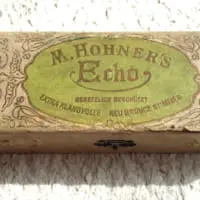 M. HOHNER'S
Echo
GESETZLICH GESCHÜTZT
EXTRA KLANGVOLLE NEU BRONCE STIMMEN